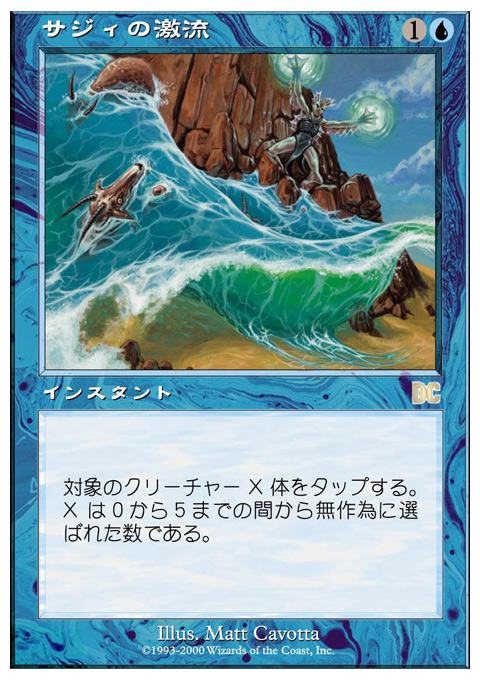 サジィの激流 1
インスタント DC
対象のクリーチャー X 体をタップする。
X は 0 から 5 までの間から無作為に選
ばれた数である。
Illus. Matt Cavotta
©1993-2000 Wizards of the Coast, Inc.